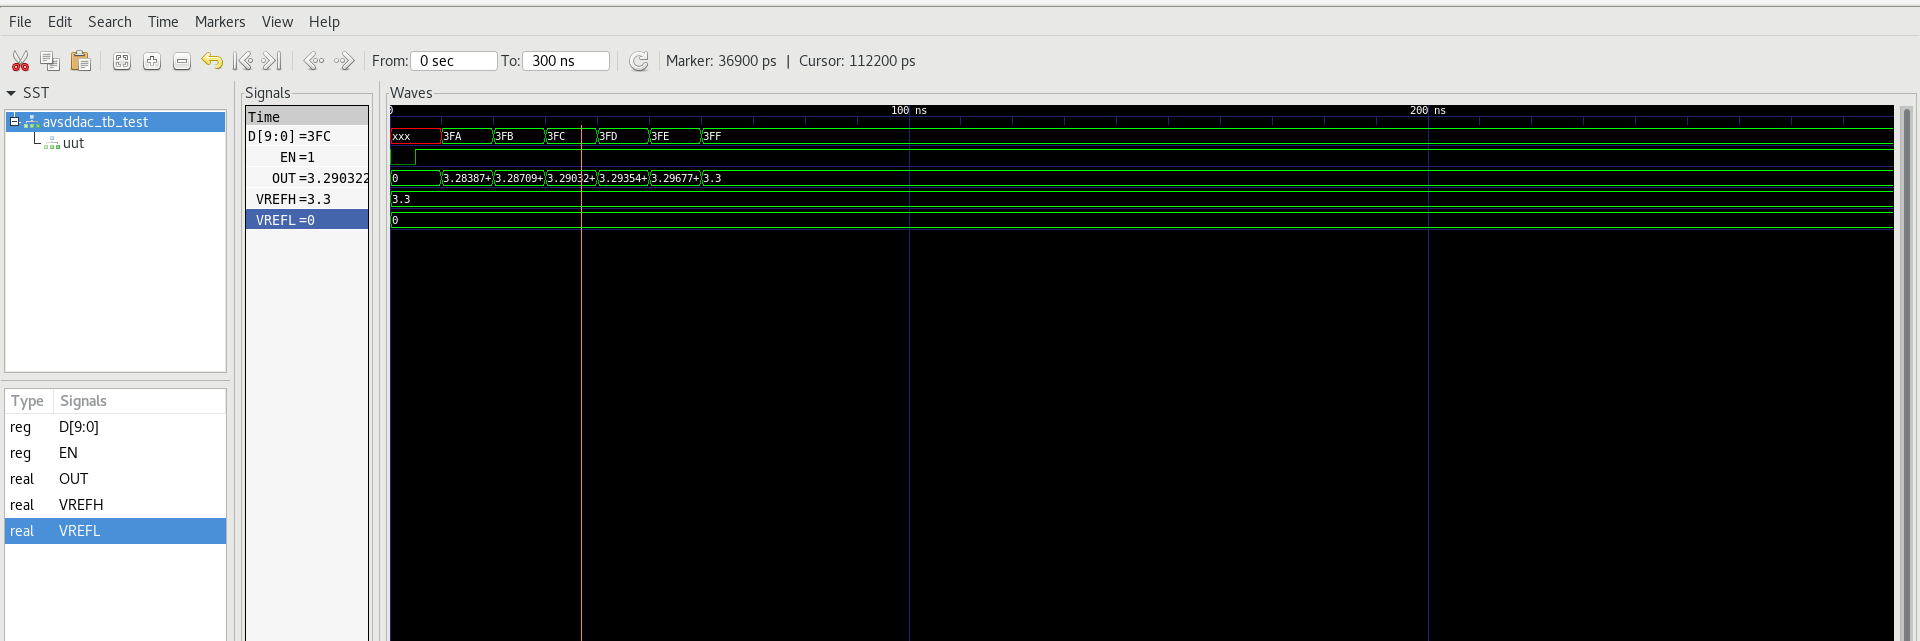 File Edit Search Time Markers View Help
From: 0 sec To: 300 ns Marker: 36900 ps | Cursor: 112200 ps
SST
avsddac_tb_test
uut
Type Signals
reg D[9:0]
reg EN
real OUT
real VREFH
real VREFL
Signals
Time
D[9:0]=3FC
EN=1
OUT=3.290322
VREFH=3.3
VREFL=0
Waves
0 100 ns 200 ns
xxx 3FA 3FB 3FC 3FD 3FE 3FF
0 3.28387+ 3.28709+ 3.29032+ 3.29354+ 3.29677+ 3.3
3.3
0